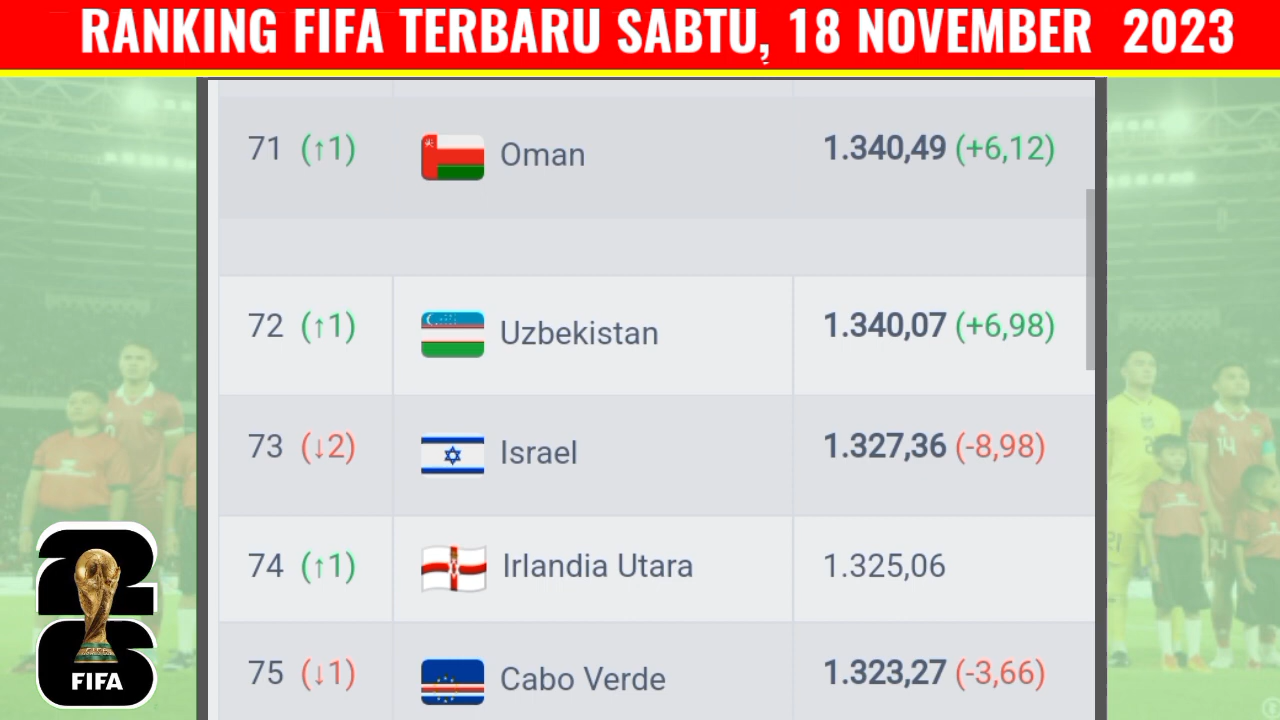 RANKING FIFA TERBARU SABTU, 18 NOVEMBER 2023
71 (↑1) Oman 1.340,49 (+6,12)
72 (↑1) Uzbekistan 1.340,07 (+6,98)
73 (↓2) Israel 1.327,36 (-8,98)
74 (↑1) Irlandia Utara 1.325,06
75 (↓1) Cabo Verde 1.323,27 (-3,66)
14
26
FIFA